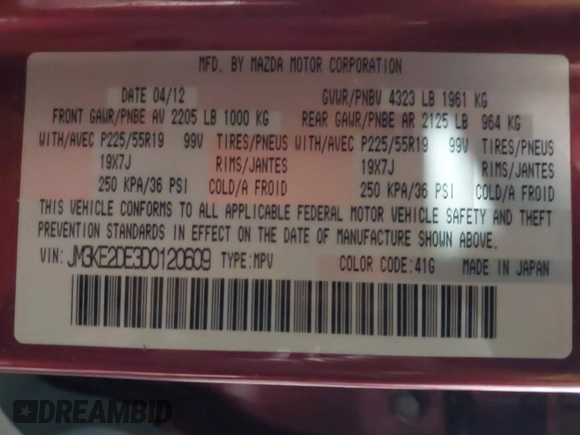 MFD. BY MAZDA MOTOR CORPORATION
DATE 04/12 GVWR/PNBV 4323 LB 1961 KG
FRONT GAWR/PNBE AV 2205 LB 1000 KG REAR GAWR/PNBE AR 2125 LB 964 KG
WITH/AVEC P225/55R19 99V TIRES/PNEUS WITH/AVEC P225/55R19 99V TIRES/PNEUS
19X7J RIMS/JANTES 19X7J RIMS/JANTES
250 KPA/36 PSI COLD/A FROID 250 KPA/36 PSI COLD/A FROID
THIS VEHICLE CONFORMS TO ALL APPLICABLE FEDERAL MOTOR VEHICLE SAFETY AND THEFT
PREVENTION STANDARDS IN EFFECT ON THE DATE OF MANUFACTURE SHOWN ABOVE.
VIN: JM3KE2DE3D0120609 TYPE:MPV COLOR CODE:41G MADE IN JAPAN
DREAMBID